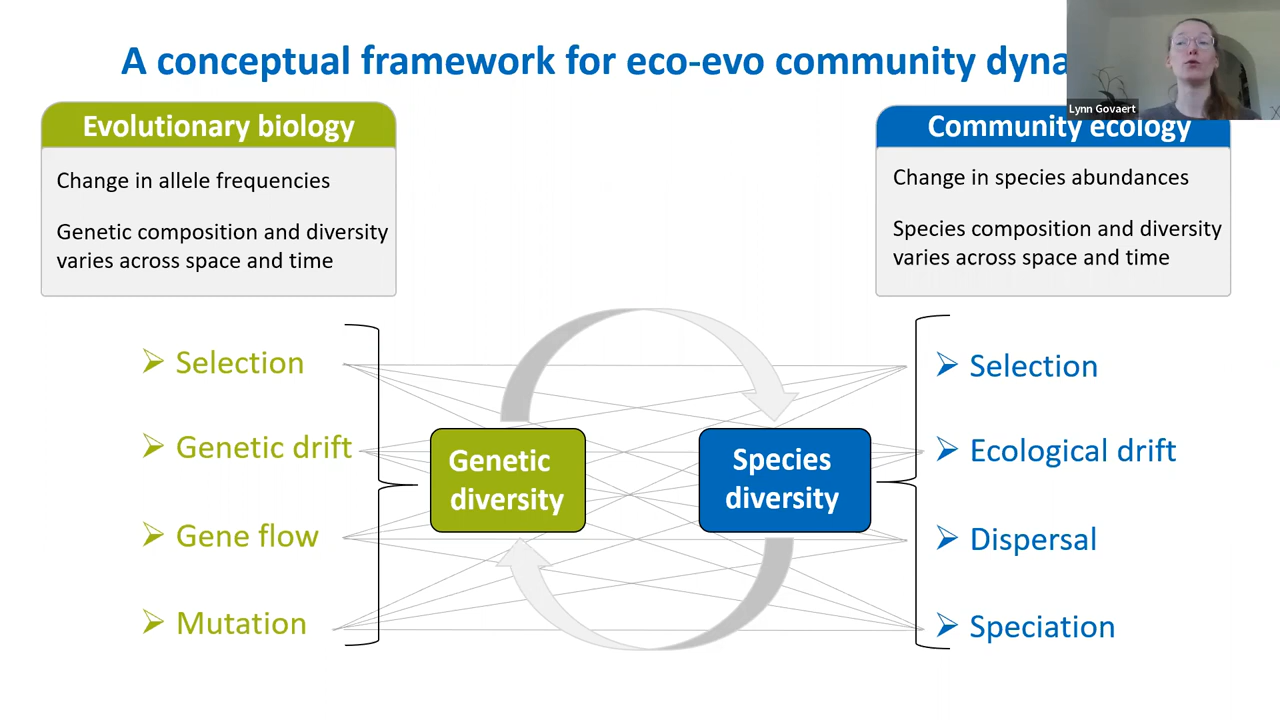 A conceptual framework for eco-evo community dyna
Lynn Govaert
Evolutionary biology
Change in allele frequencies
Genetic composition and diversity
varies across space and time
Community ecology
Change in species abundances
Species composition and diversity
varies across space and time
Selection
Genetic drift
Gene flow
Mutation
Genetic
diversity
Species
diversity
Selection
Ecological drift
Dispersal
Speciation